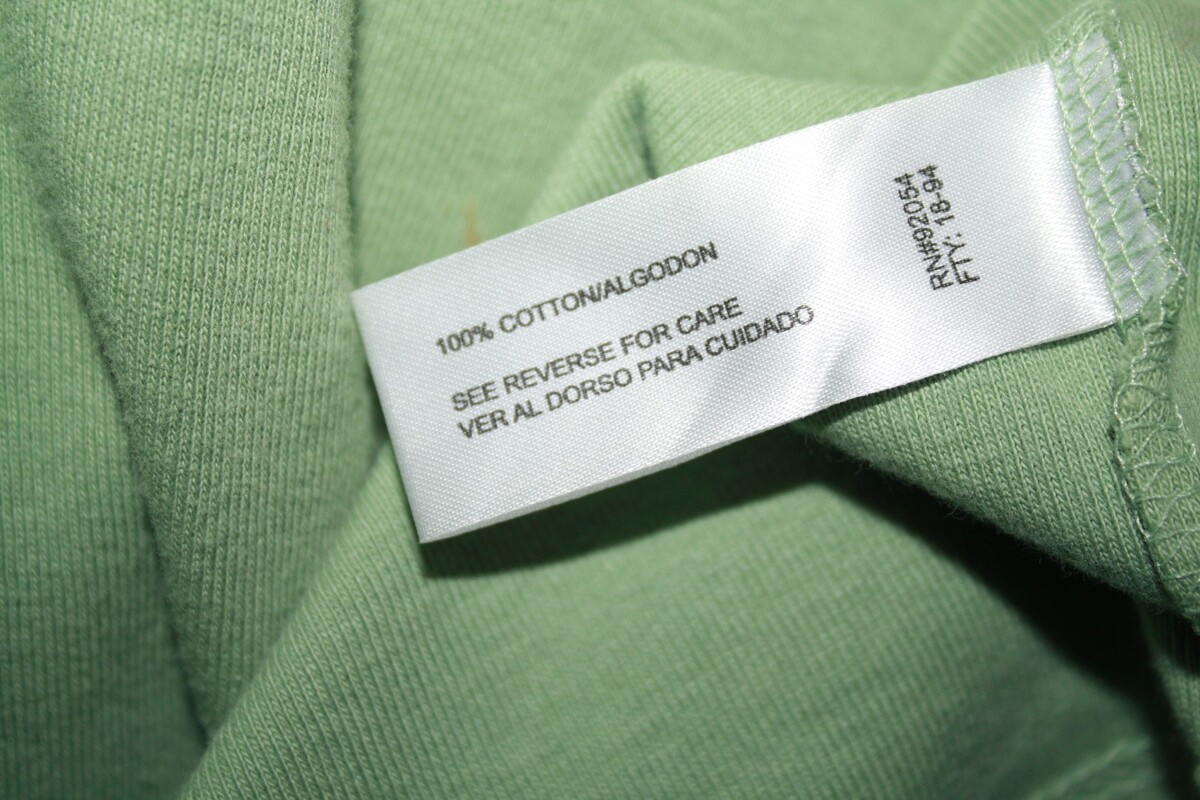 100% COTTON/ALGODON
SEE REVERSE FOR CARE
VER AL DORSO PARA CUIDADO
RN#92054
FTY: 18-94